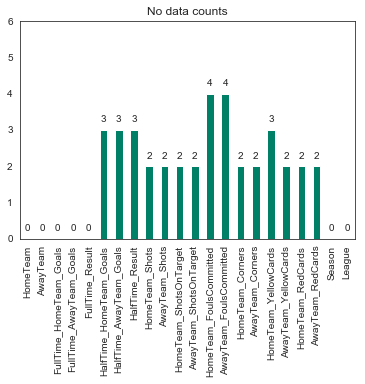 No data counts
6
5
4
3
2
1
0
0 0 0 0 0 3 3 3 2 2 2 2 4 4 2 2 3 2 2 2 0 0
HomeTeam
AwayTeam
FullTime_HomeTeam_Goals
FullTime_AwayTeam_Goals
FullTime_Result
HalfTime_HomeTeam_Goals
HalfTime_AwayTeam_Goals
HalfTime_Result
HomeTeam_Shots
AwayTeam_Shots
HomeTeam_ShotsOnTarget
AwayTeam_ShotsOnTarget
HomeTeam_FoulsCommitted
AwayTeam_FoulsCommitted
HomeTeam_Corners
AwayTeam_Corners
HomeTeam_YellowCards
AwayTeam_YellowCards
HomeTeam_RedCards
AwayTeam_RedCards
Season
League